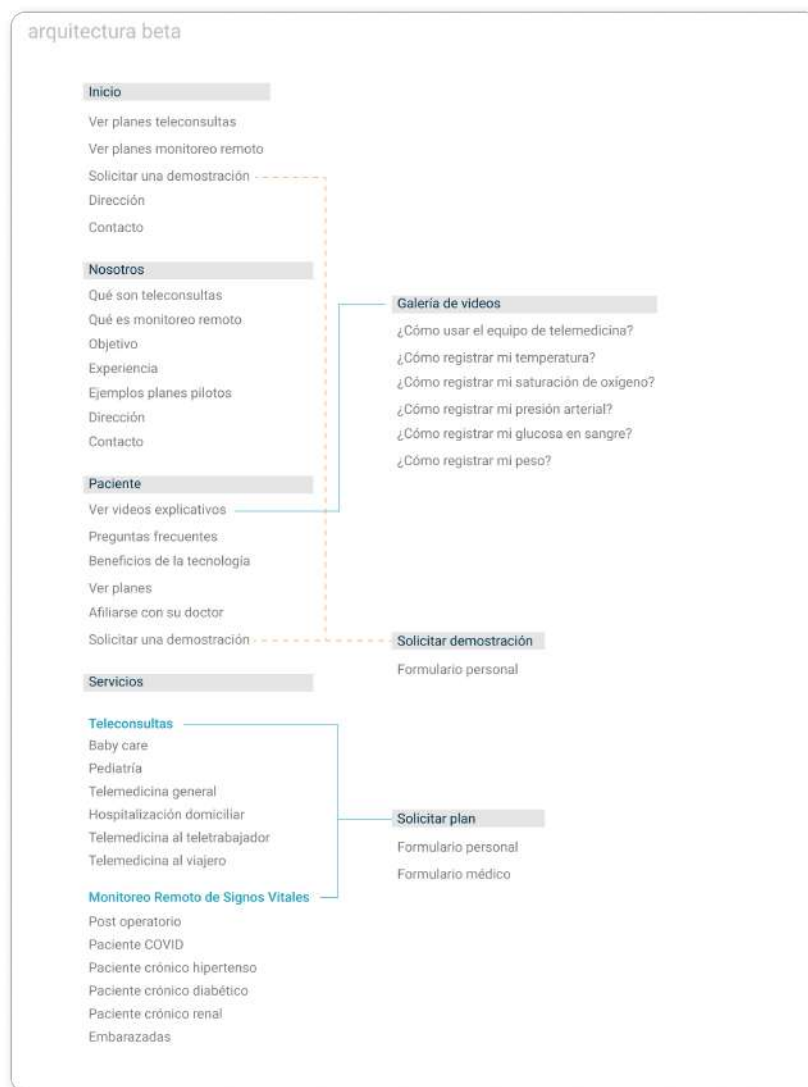 arquitectura beta
Inicio
Ver planes teleconsultas
Ver planes monitoreo remoto
Solicitar una demostración
Dirección
Contacto
Nosotros
Qué son teleconsultas
Qué es monitoreo remoto
Objetivo
Experiencia
Ejemplos planes pilotos
Dirección
Contacto
Paciente
Ver videos explicativos
Preguntas frecuentes
Beneficios de la tecnología
Ver planes
Afiliarse con su doctor
Solicitar una demostración
Servicios
Teleconsultas
Baby care
Pediatría
Telemedicina general
Hospitalización domiciliar
Telemedicina al teletrabajador
Telemedicina al viajero
Monitoreo Remoto de Signos Vitales
Post operatorio
Paciente COVID
Paciente crónico hipertenso
Paciente crónico diabético
Paciente crónico renal
Embarazadas
Galería de videos
¿Cómo usar el equipo de telemedicina?
¿Cómo registrar mi temperatura?
¿Cómo registrar mi saturación de oxígeno?
¿Cómo registrar mi presión arterial?
¿Cómo registrar mi glucosa en sangre?
¿Cómo registrar mi peso?
Solicitar demostración
Formulario personal
Solicitar plan
Formulario personal
Formulario médico